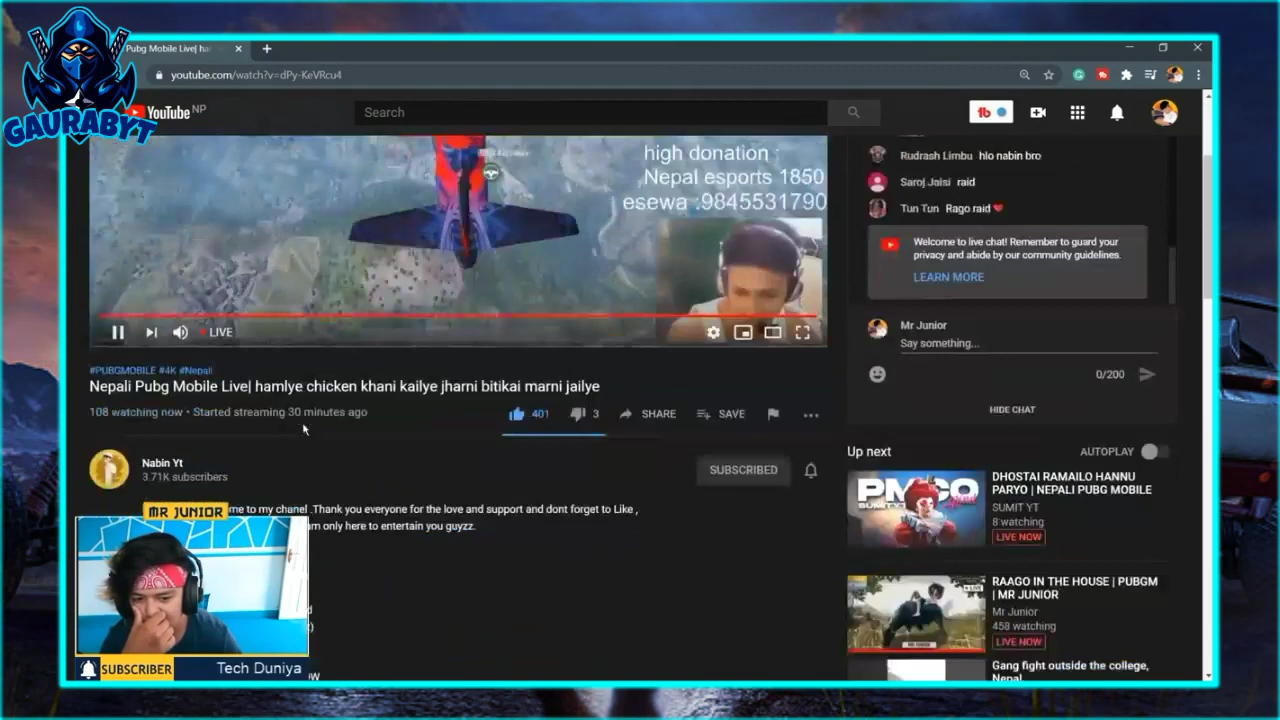 GAURABYT
Pubg Mobile Live| ha
youtube.com/watch?v=dPy-KeVRcu4
YouTube NP
Search
high donation :
Nepal esports 1850
esewa :9845531790
LIVE
Rudrash Limbu hlo nabin bro
Saroj Jaisi raid
Tun Tun Rago raid
Welcome to live chat! Remember to guard your
privacy and abide by our community guidelines.
LEARN MORE
Mr Junior
Say something...
0/200
HIDE CHAT
#PUBGMOBILE #4K #Nepali
Nepali Pubg Mobile Live| hamlye chicken khani kailye jharni bitikai marni jailye
108 watching now • Started streaming 30 minutes ago
401
3
SHARE
SAVE
Nabin Yt
3.71K subscribers
SUBSCRIBED
me to my chanel .Thank you everyone for the love and support and dont forget to Like ,
am only here to entertain you guyzz.
MR JUNIOR
SUBSCRIBER
Tech Duniya
Up next
AUTOPLAY
DHOSTAI RAMAILO HANNU
PARYO | NEPALI PUBG MOBILE
SUMIT YT
8 watching
LIVE NOW
RAAGO IN THE HOUSE | PUBGM
| MR JUNIOR
Mr Junior
458 watching
LIVE NOW
Gang fight outside the college,